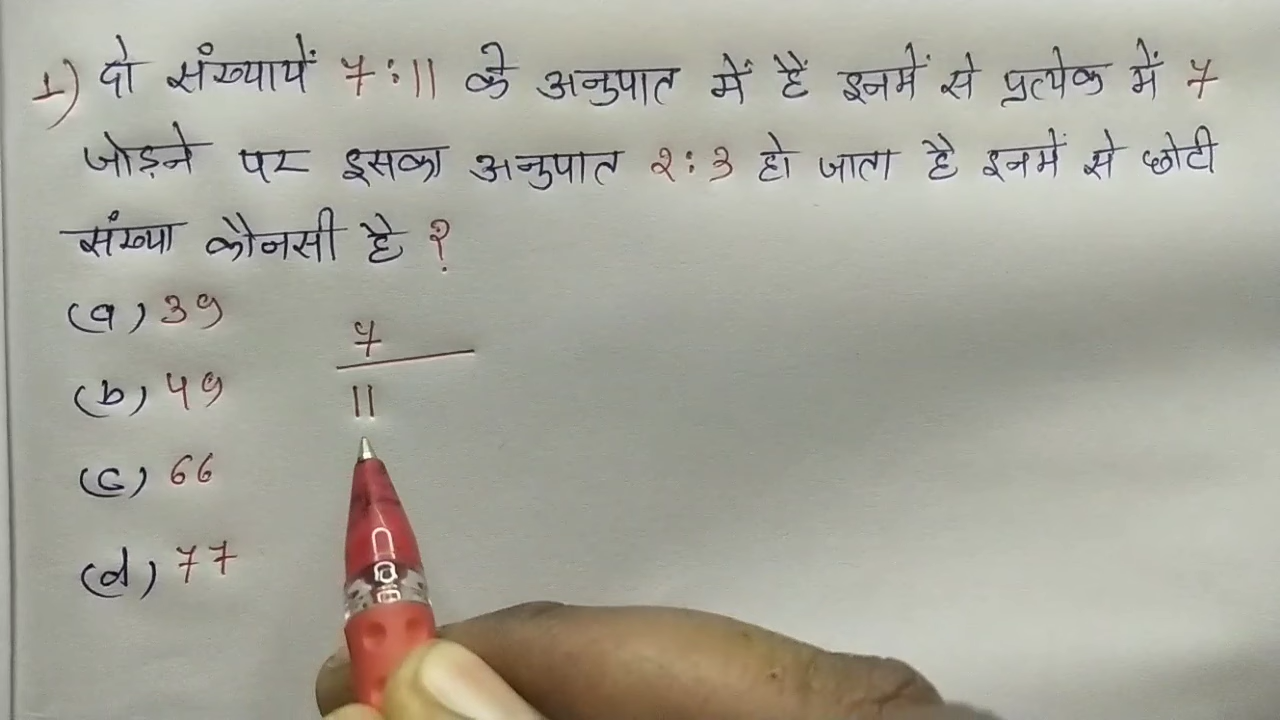 1) दो संख्यायें 7:11 के अनुपात में हैं इनमें से प्रत्येक में 7
जोड़ने पर इसका अनुपात 2:3 हो जाता है इनमें से छोटी
संख्या कौनसी है ?
(a) 39
(b) 49
(c) 66
(d) 77
7
11